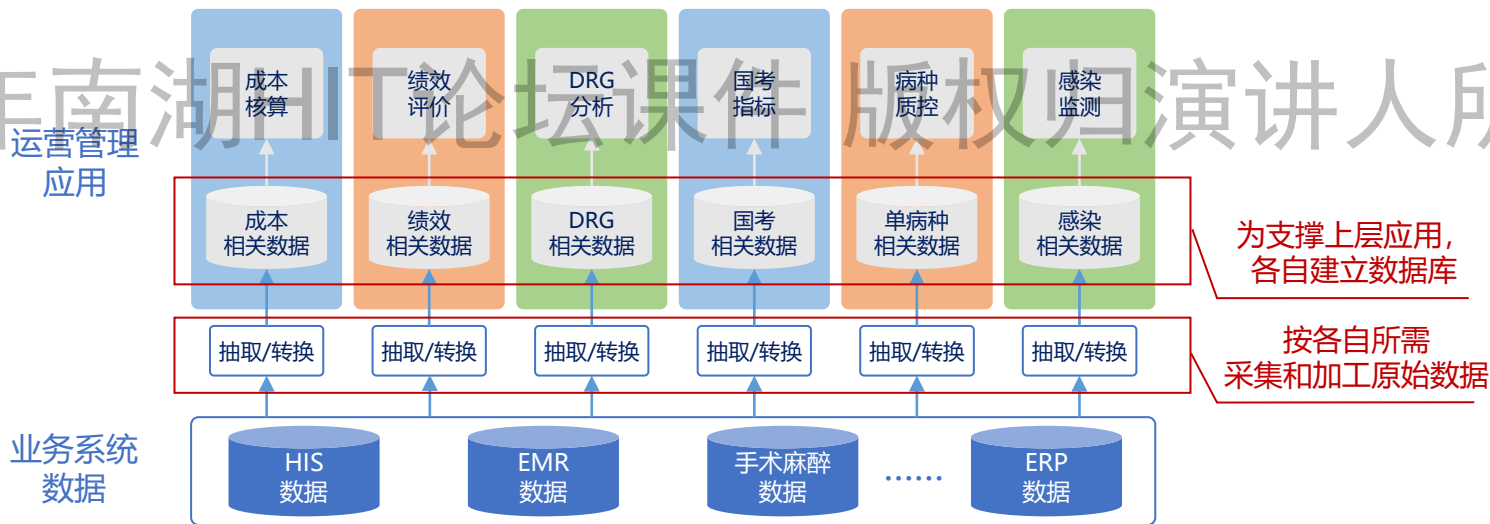 成本
核算
绩效
评价
DRG
分析
国考
指标
病种
质控
感染
监测
年南湖HIT论坛课件 版权归演讲人所
运营管理
应用
成本
相关数据
绩效
相关数据
DRG
相关数据
国考
相关数据
单病种
相关数据
感染
相关数据
为支撑上层应用，
各自建立数据库
抽取/转换
抽取/转换
抽取/转换
抽取/转换
抽取/转换
抽取/转换
按各自所需
采集和加工原始数据
业务系统
数据
HIS
数据
EMR
数据
手术麻醉
数据
……
ERP
数据